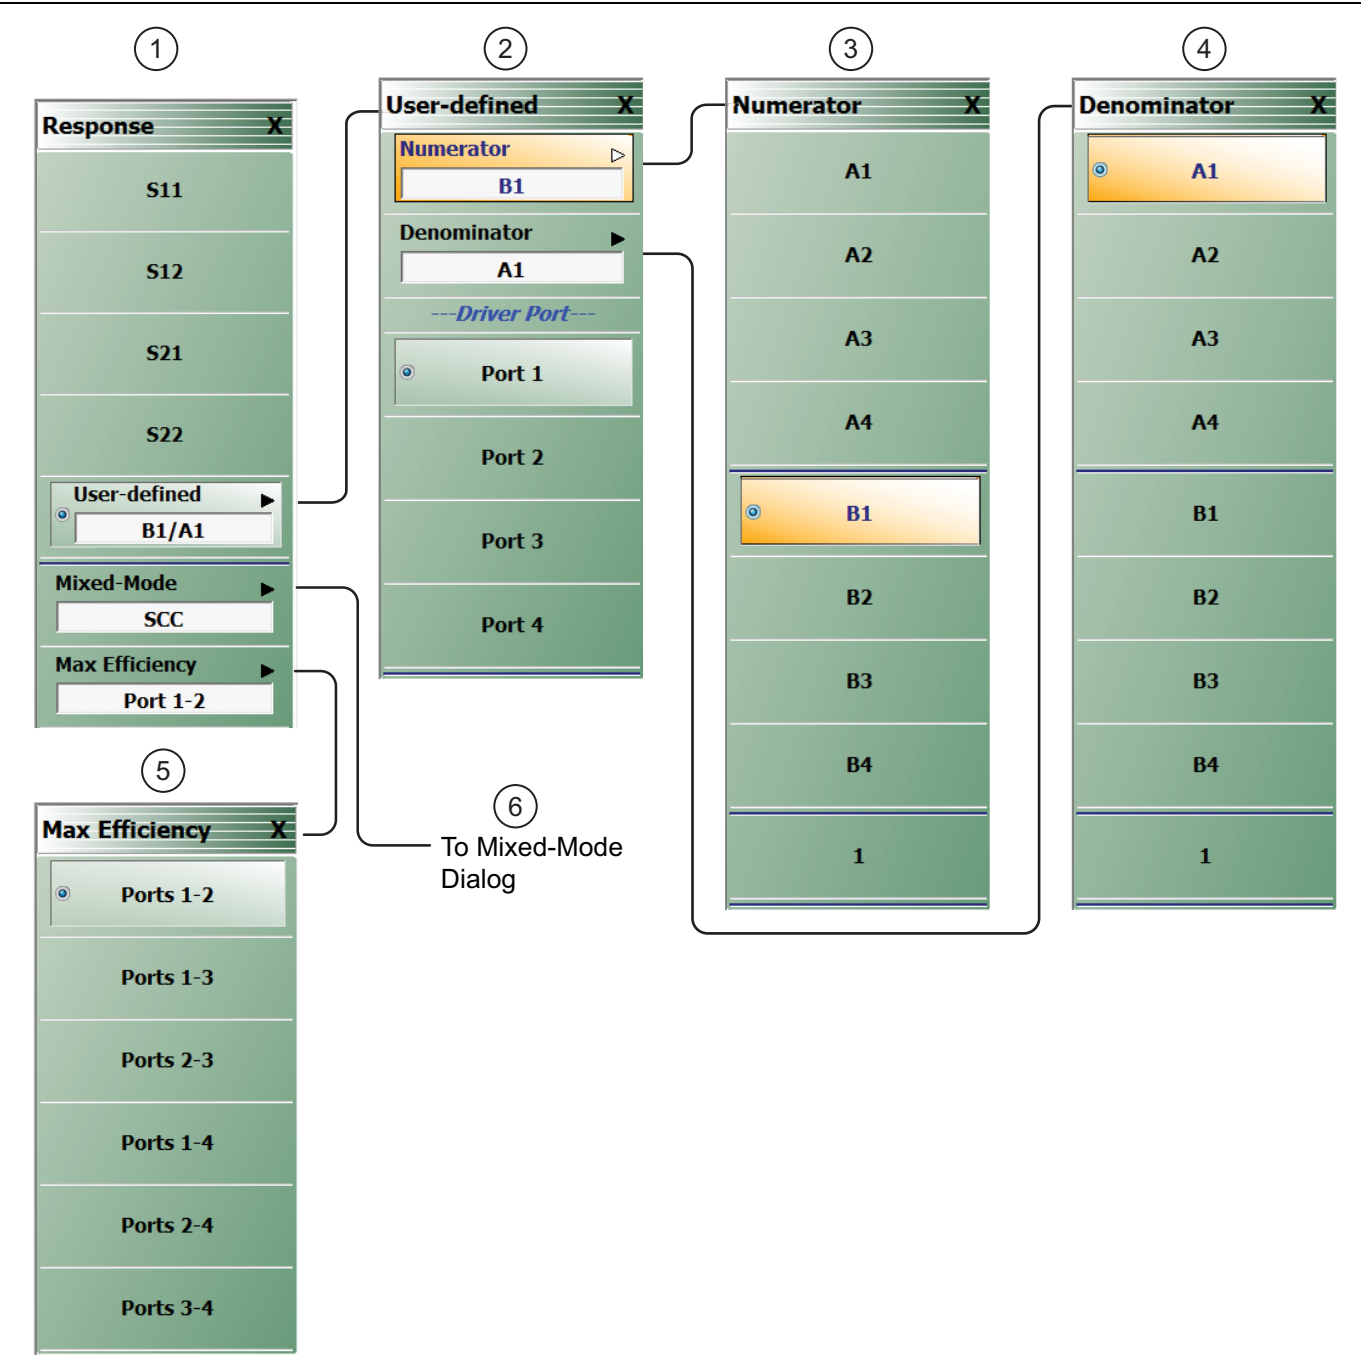 1
Response X
S11
S12
S21
S22
User-defined
B1/A1
Mixed-Mode
SCC
Max Efficiency
Port 1-2
2
User-defined X
Numerator
B1
Denominator
A1
---Driver Port---
Port 1
Port 2
Port 3
Port 4
3
Numerator X
A1
A2
A3
A4
B1
B2
B3
B4
1
4
Denominator X
A1
A2
A3
A4
B1
B2
B3
B4
1
5
Max Efficiency X
Ports 1-2
Ports 1-3
Ports 2-3
Ports 1-4
Ports 2-4
Ports 3-4
6
To Mixed-Mode
Dialog